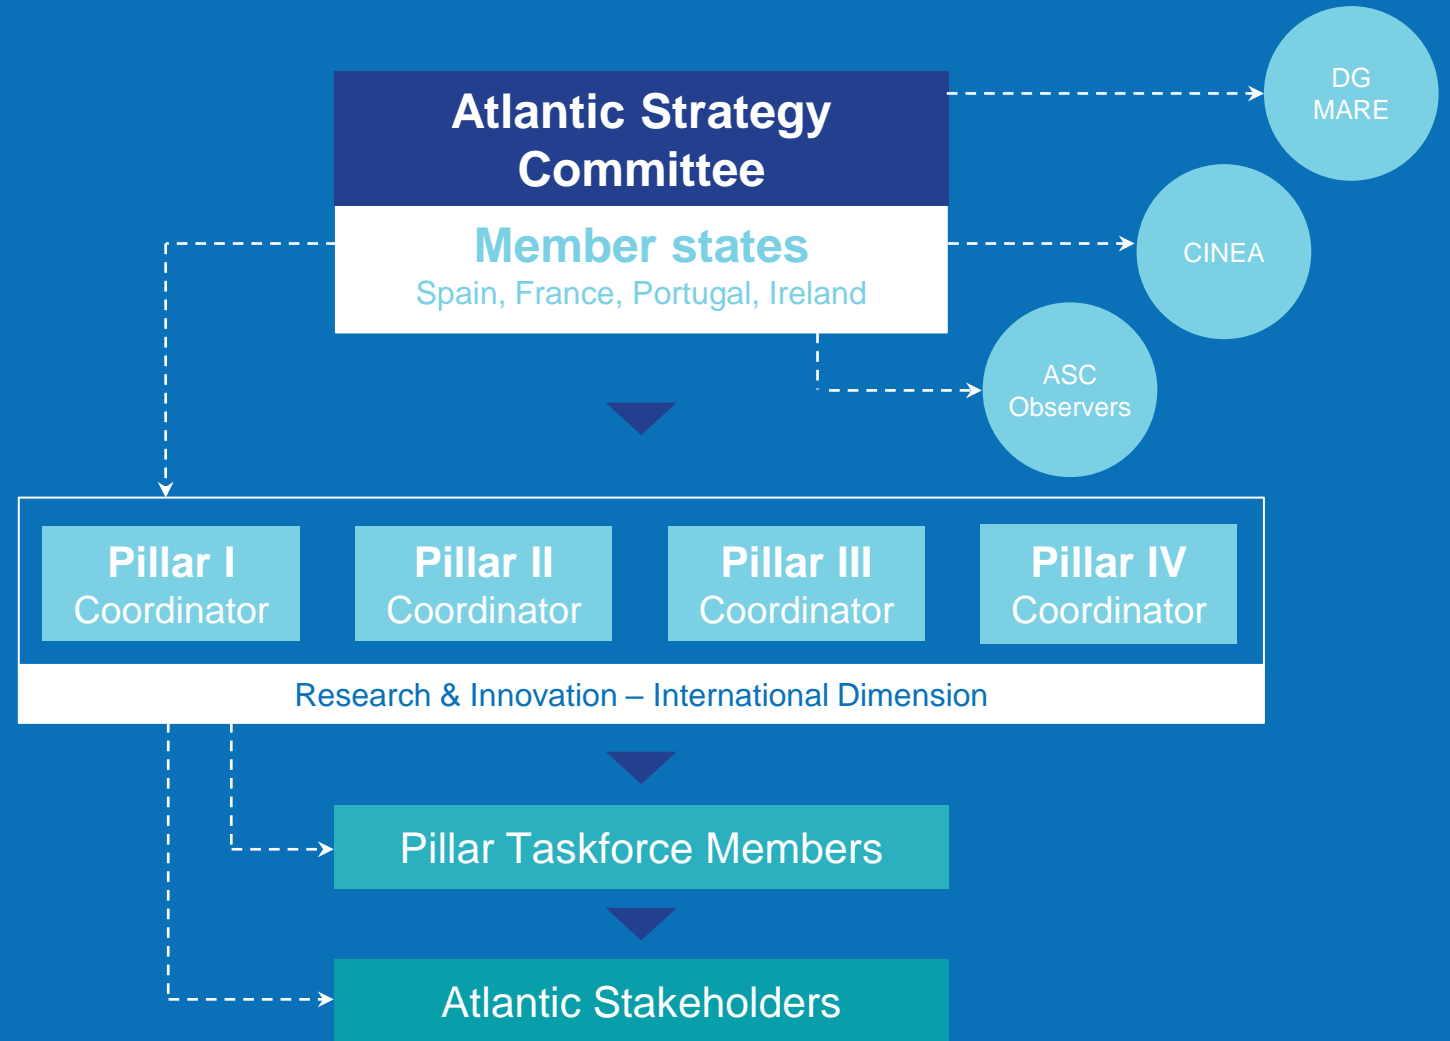 Atlantic Strategy
Committee
Member states
Spain, France, Portugal, Ireland
DG
MARE
CINEA
ASC
Observers
Pillar I
Coordinator
Pillar II
Coordinator
Pillar III
Coordinator
Pillar IV
Coordinator
Research & Innovation – International Dimension
Pillar Taskforce Members
Atlantic Stakeholders